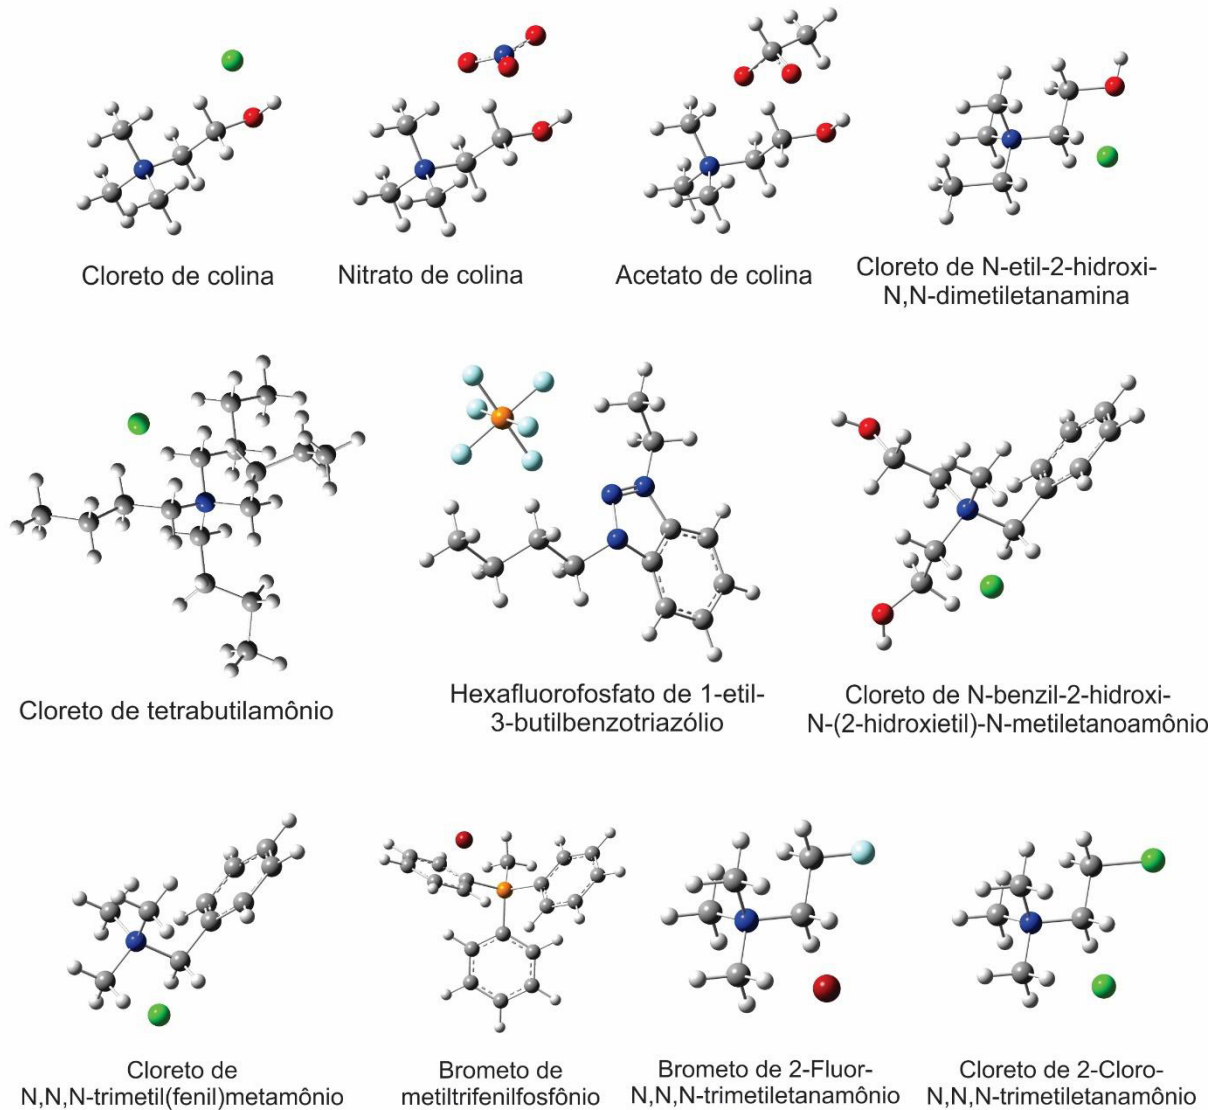 Cloreto de colina
Nitrato de colina
Acetato de colina
Cloreto de N-etil-2-hidroxi-
N,N-dimetiletanamina
Cloreto de tetrabutilamônio
Hexafluorofosfato de 1-etil-
3-butilbenzotriazólio
Cloreto de N-benzil-2-hidroxi-
N-(2-hidroxietil)-N-metiletanoamônio
Cloreto de
N,N,N-trimetil(fenil)metamônio
Brometo de
metiltrifenilfosfônio
Brometo de 2-Fluor-
N,N,N-trimetiletanamônio
Cloreto de 2-Cloro-
N,N,N-trimetiletanamônio